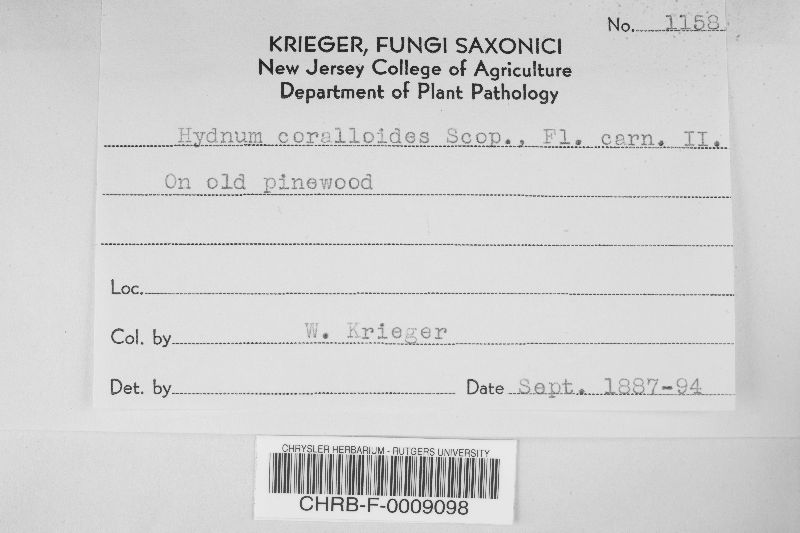 No. 1158
KRIEGER, FUNGI SAXONICI
New Jersey College of Agriculture
Department of Plant Pathology
Hydnum coralloides Scop., Fl. carn. II.
On old pinewood
Loc.
Col. by W. Krieger
Det. by Date Sept. 1887-94
CHRYSLER HERBARIUM - RUTGERS UNIVERSITY
CHRB-F-0009098